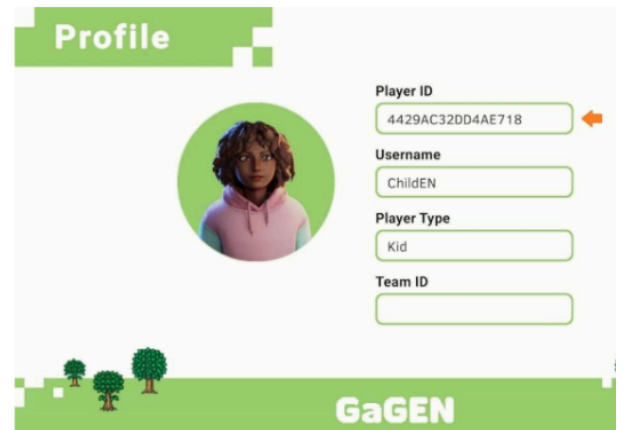 Profile
Player ID
4429AC32DD4AE718
Username
ChildEN
Player Type
Kid
Team ID
GaGEN